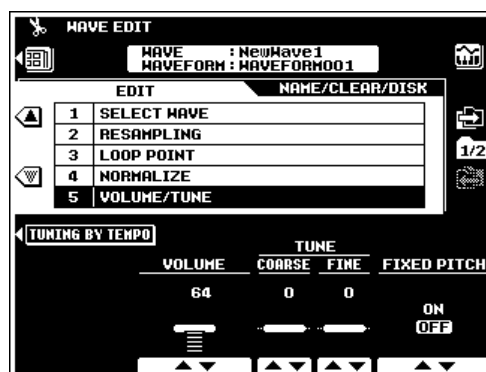 WAVE EDIT
WAVE :NewWave1
WAVEFORM:WAVEFORM001
EDIT NAME/CLEAR/DISK
1 SELECT WAVE
2 RESAMPLING
3 LOOP POINT
4 NORMALIZE
5 VOLUME/TUNE
1/2
TUNING BY TEMPO
TUNE
VOLUME COARSE FINE FIXED PITCH
64 0 0
ON
OFF